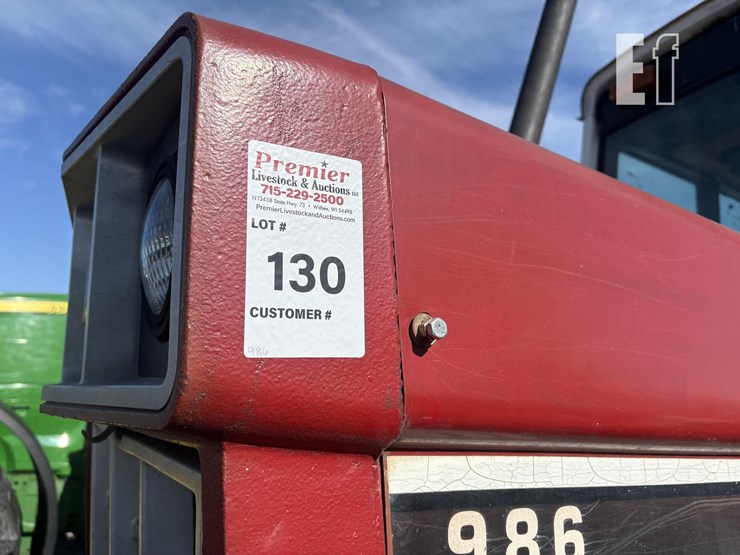 Ef
Premier
Livestock & Auctions LLC
715-229-2500
N13438 State Hwy. 73 • Withee, WI 54498
PremierLivestockandAuctions.com
LOT #
130
CUSTOMER #
986
986